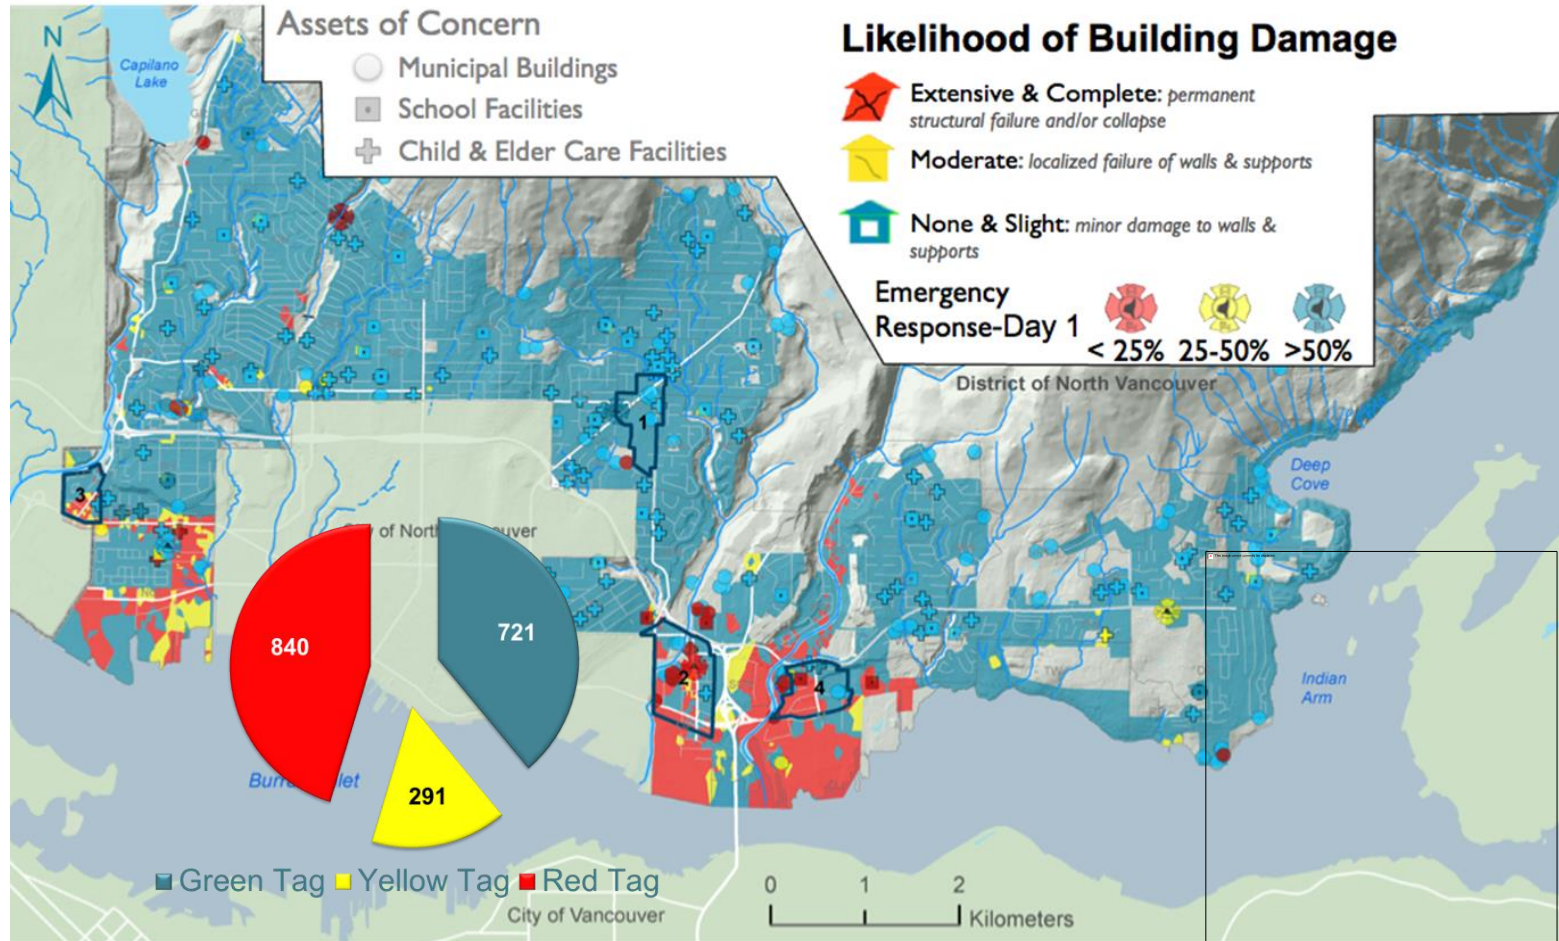 Assets of Concern
Municipal Buildings
School Facilities
Child & Elder Care Facilities
Likelihood of Building Damage
Extensive & Complete: permanent
structural failure and/or collapse
Moderate: localized failure of walls & supports
None & Slight: minor damage to walls &
supports
Emergency
Response-Day 1
< 25% 25-50% >50%
N
Capilano
Lake
District of North Vancouver
1
3
Deep
Cove
of North
ver
840
721
2
4
Indian
Arm
291
Green Tag Yellow Tag Red Tag
City of Vancouver
0 1 2
Kilometers